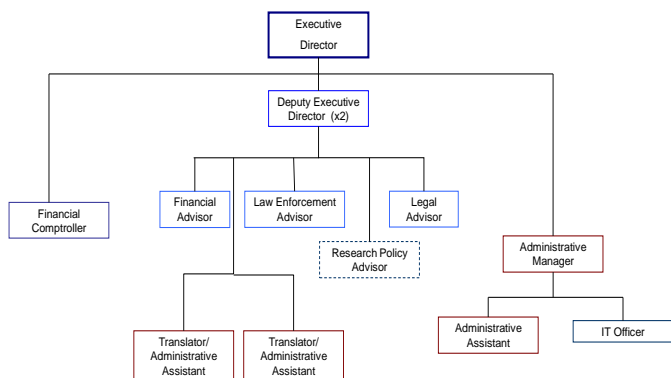 Executive
Director
Deputy Executive
Director (x2)
Financial
Advisor
Law Enforcement
Advisor
Legal
Advisor
Financial
Comptroller
Research Policy
Advisor
Administrative
Manager
Administrative
Assistant
IT Officer
Translator/
Administrative
Assistant
Translator/
Administrative
Assistant